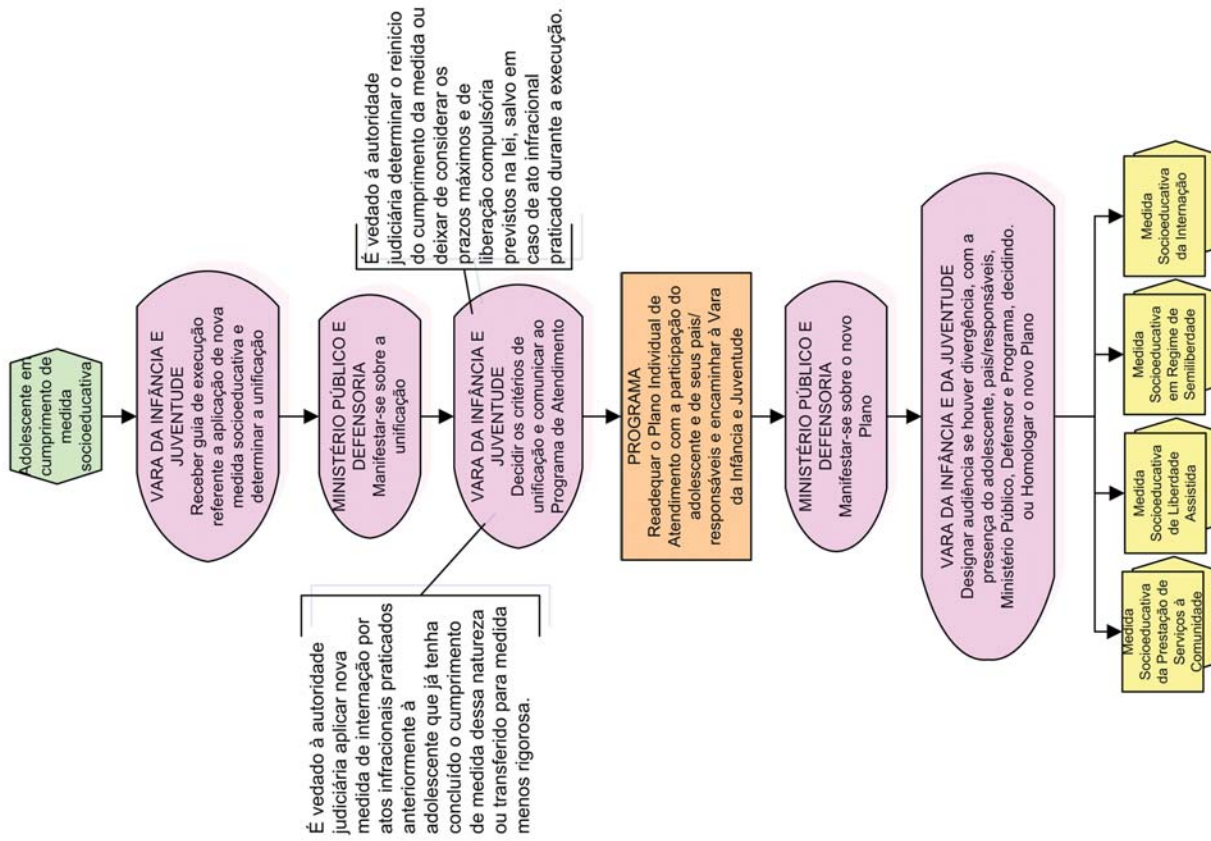 Adolescente em
cumprimento de
medida
socioeducativa
VARA DA INFÂNCIA E
JUVENTUDE
Receber guia de execução
referente a aplicação de nova
medida socioeducativa e
determinar a unificação
MINISTÉRIO PÚBLICO E
DEFENSORIA
Manifestar-se sobre a
unificação
VARA DA INFÂNCIA E
JUVENTUDE
Decidir os critérios de
unificação e comunicar ao
Programa de Atendimento
É vedado á autoridade
judiciária determinar o reinicio
do cumprimento da medida ou
deixar de considerar os
prazos máximos e de
liberação compulsória
previstos na lei, salvo em
caso de ato infracional
praticado durante a execução.
É vedado à autoridade
judiciária aplicar nova
medida de internação por
atos infracionais praticados
anteriormente à
adolescente que já tenha
concluído o cumprimento
de medida dessa natureza
ou transferido para medida
menos rigorosa.
PROGRAMA
Readequar o Plano Individual de
Atendimento com a participação do
adolescente e de seus pais/
responsáveis e encaminhar à Vara
da Infância e Juventude
MINISTÉRIO PÚBLICO E
DEFENSORIA
Manifestar-se sobre o novo
Plano
VARA DA INFÂNCIA E DA JUVENTUDE
Designar audiência se houver divergência, com a
presença do adolescente, pais/responsáveis,
Ministério Público, Defensor e Programa, decidindo.
ou Homologar o novo Plano
Medida
Socioeducativa
da Prestação de
Serviços à
Comunidade
Medida
Socioeducativa
de Liberdade
Assistida
Medida
Socioeducativa
em Regime de
Semiliberdade
Medida
Socioeducativa
da Internação